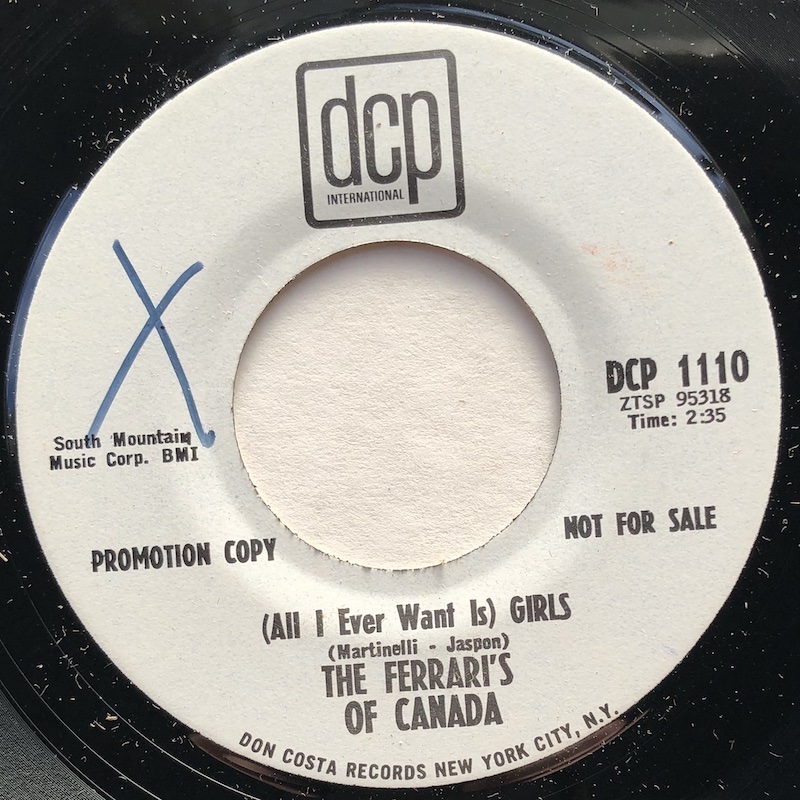 dcp
INTERNATIONAL
X
DCP 1110
ZTSP 95318
Time: 2:35
South Mountain
Music Corp. BMI
PROMOTION COPY
NOT FOR SALE
(All I Ever Want Is) GIRLS
(Martinelli - Jaspon)
THE FERRARI'S
OF CANADA
DON COSTA RECORDS NEW YORK CITY, N.Y.